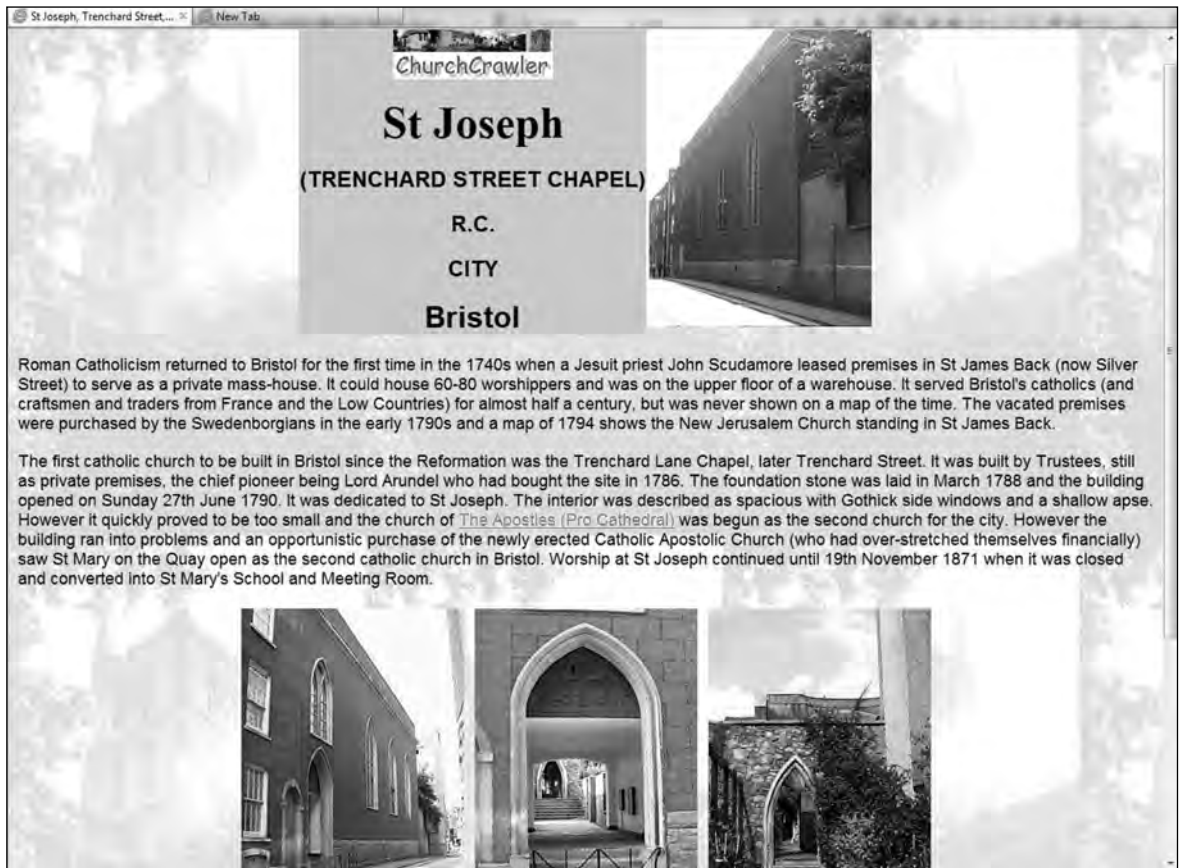 St Joseph, Trenchard Street,...
New Tab
ChurchCrawler
St Joseph
(TRENCHARD STREET CHAPEL)
R.C.
CITY
Bristol
Roman Catholicism returned to Bristol for the first time in the 1740s when a Jesuit priest John Scudamore leased premises in St James Back (now Silver
Street) to serve as a private mass-house. It could house 60-80 worshippers and was on the upper floor of a warehouse. It served Bristol's catholics (and
craftsmen and traders from France and the Low Countries) for almost half a century, but was never shown on a map of the time. The vacated premises
were purchased by the Swedenborgians in the early 1790s and a map of 1794 shows the New Jerusalem Church standing in St James Back.
The first catholic church to be built in Bristol since the Reformation was the Trenchard Lane Chapel, later Trenchard Street. It was built by Trustees, still
as private premises, the chief pioneer being Lord Arundel who had bought the site in 1786. The foundation stone was laid in March 1788 and the building
opened on Sunday 27th June 1790. It was dedicated to St Joseph. The interior was described as spacious with Gothick side windows and a shallow apse.
However it quickly proved to be too small and the church of The Apostles (Pro Cathedral) was begun as the second church for the city. However the
building ran into problems and an opportunistic purchase of the newly erected Catholic Apostolic Church (who had over-stretched themselves financially)
saw St Mary on the Quay open as the second catholic church in Bristol. Worship at St Joseph continued until 19th November 1871 when it was closed
and converted into St Mary's School and Meeting Room.